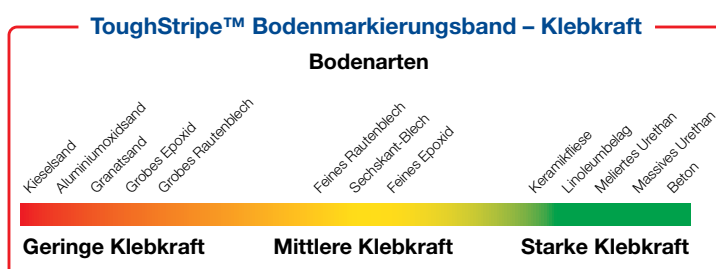 ToughStripe™ Bodenmarkierungsband – Klebkraft
Bodenarten
Kieselsand
Aluminiumoxidsand
Granatsand
Grobes Epoxid
Grobes Rautenblech
Feines Rautenblech
Sechskant-Blech
Feines Epoxid
Keramikfliese
Linoleumbelag
Meliertes Urethan
Massives Urethan
Beton
Geringe Klebkraft
Mittlere Klebkraft
Starke Klebkraft